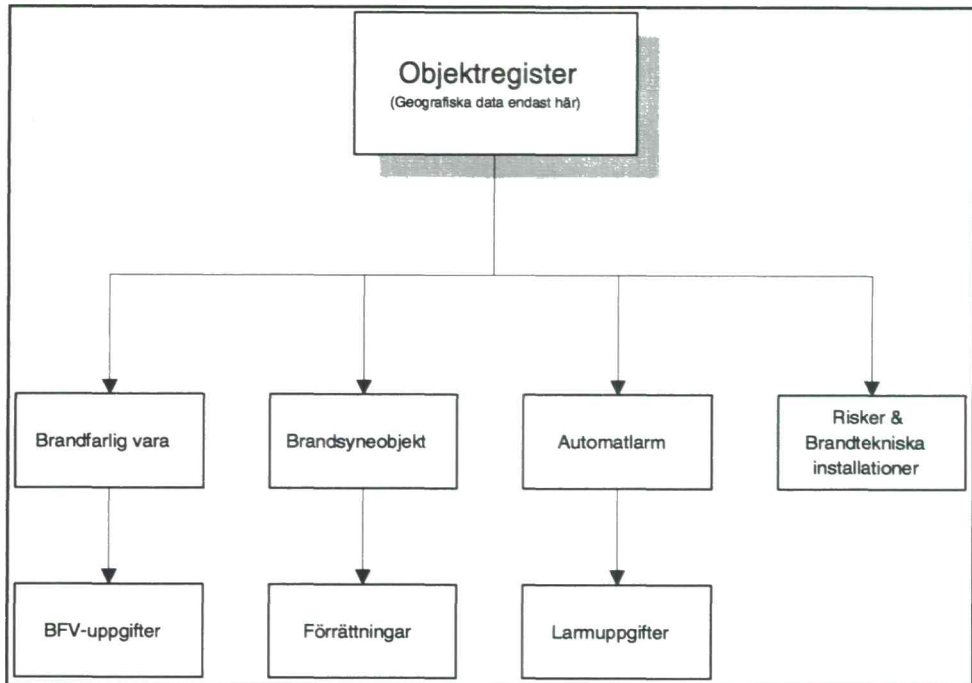 Objektregister
(Geografiska data endast här)
Brandfarlig vara
Brandsyneobjekt
Automatlarm
Risker &
Brandtekniska
installationer
BFV-uppgifter
Förrättningar
Larmuppgifter